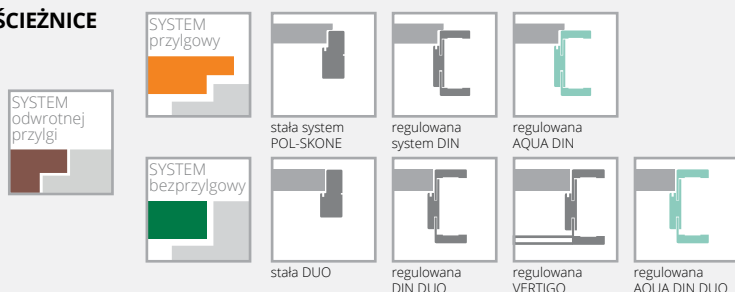 ŚCIEŻNICE
SYSTEM
przylgowy
stała system
POL-SKONE
regulowana
system DIN
regulowana
AQUA DIN
SYSTEM
odwrotnej
przylgi
SYSTEM
bezprzylgowy
stała DUO
regulowana
DIN DUO
regulowana
VERTIGO
regulowana
AQUA DIN DUO